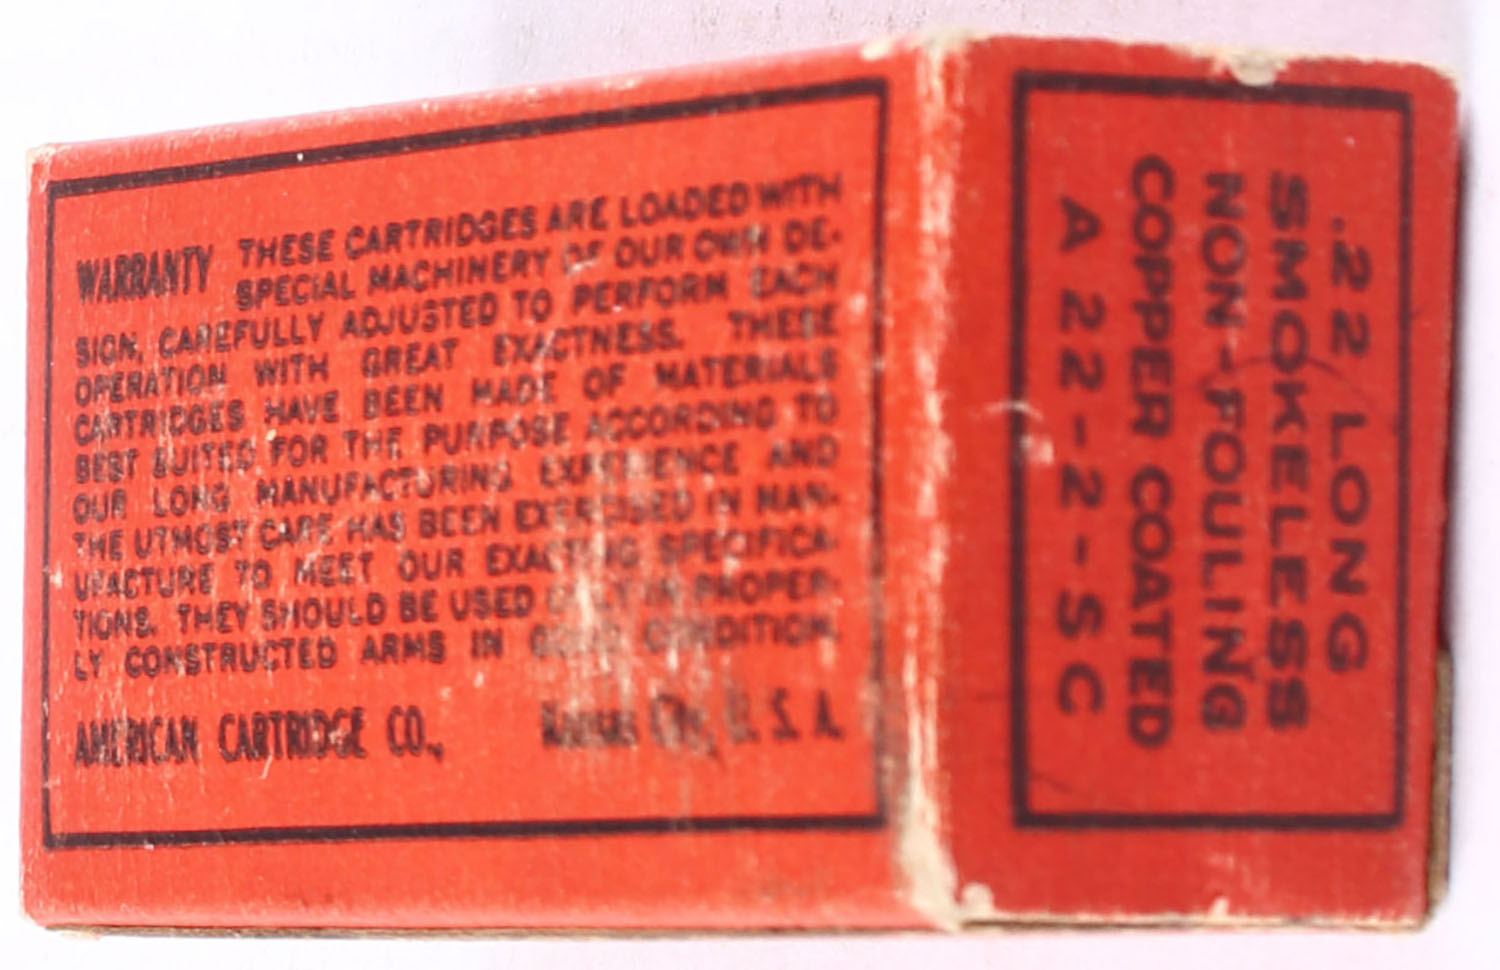 WARRANTY THESE CARTRIDGES ARE LOADED WITH
SPECIAL MACHINERY OF OUR OWN DE-
SIGN, CAREFULLY ADJUSTED TO PERFORM EACH
OPERATION WITH GREAT EXACTNESS. THESE
CARTRIDGES HAVE BEEN MADE OF MATERIALS
BEST SUITED FOR THE PURPOSE ACCORDING TO
OUR LONG MANUFACTURING EXPERIENCE AND
THE UTMOST CARE HAS BEEN EXERCISED IN MAN-
UFACTURE TO MEET OUR EXACTING SPECIFICA-
TIONS. THEY SHOULD BE USED ONLY IN PROPER-
LY CONSTRUCTED ARMS IN GOOD CONDITION.
AMERICAN CARTRIDGE CO., Kansas City, U.S.A.
.22 LONG
SMOKELESS
NON-FOULING
COPPER COATED
A22-2-SC